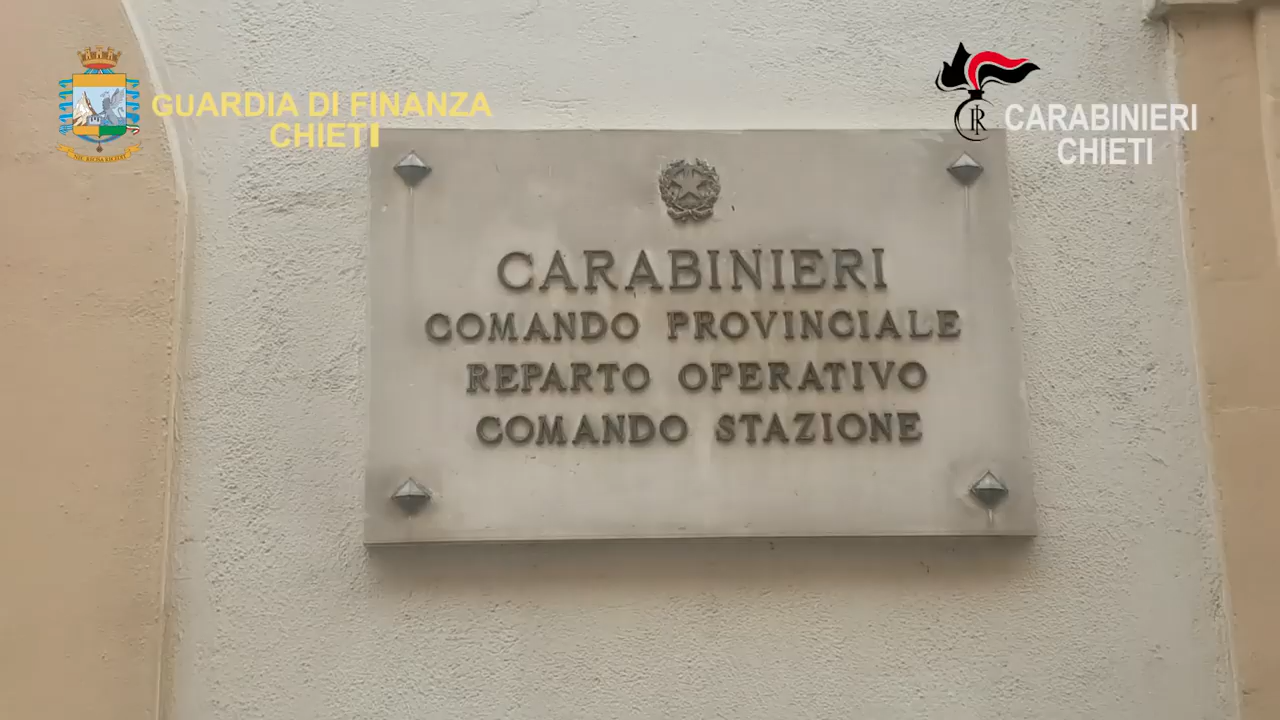 GUARDIA DI FINANZA
CHIETI
CARABINIERI
CHIETI
CARABINIERI
COMANDO PROVINCIALE
REPARTO OPERATIVO
COMANDO STAZIONE